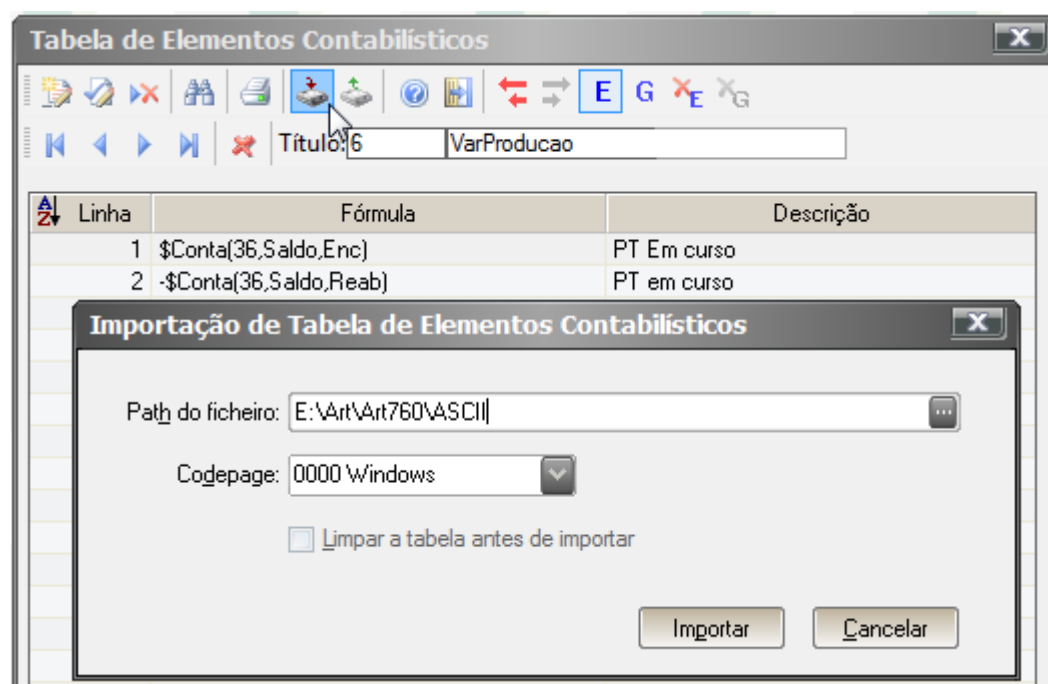 Tabela de Elementos Contabilísticos
E G E G
Título: 6 VarProducao
AZ Linha Fórmula Descrição
1 $Conta(36,Saldo,Enc) PT Em curso
2 -$Conta(36,Saldo,Reab) PT em curso
Importação de Tabela de Elementos Contabilísticos
Path do ficheiro: E:\Art\Art760\ASCII
Codepage: 0000 Windows
Limpar a tabela antes de importar
Importar Cancelar